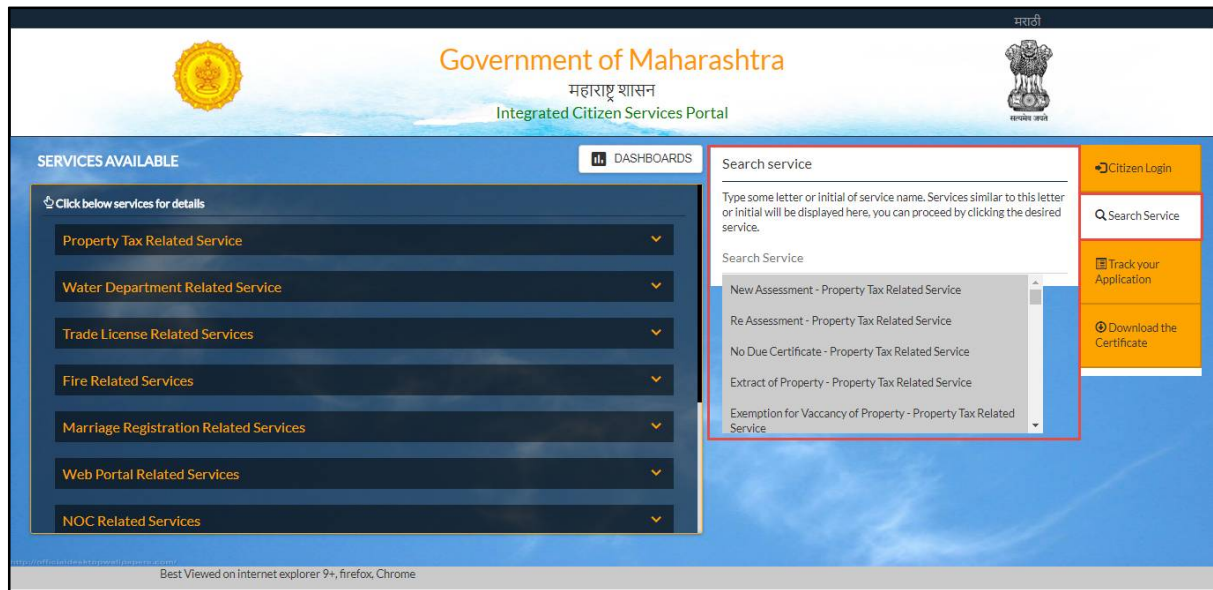 मराठी
Government of Maharashtra
महाराष्ट्र शासन
Integrated Citizen Services Portal
सत्यमेव जयते
SERVICES AVAILABLE
DASHBOARDS
Click below services for details
Property Tax Related Service
Water Department Related Service
Trade License Related Services
Fire Related Services
Marriage Registration Related Services
Web Portal Related Services
NOC Related Services
Search service
Type some letter or initial of service name. Services similar to this letter
or initial will be displayed here, you can proceed by clicking the desired
service.
Search Service
New Assessment - Property Tax Related Service
Re Assessment - Property Tax Related Service
No Due Certificate - Property Tax Related Service
Extract of Property - Property Tax Related Service
Exemption for Vaccancy of Property - Property Tax Related
Service
Citizen Login
Search Service
Track your
Application
Download the
Certificate
Best Viewed on internet explorer 9+, firefox, Chrome